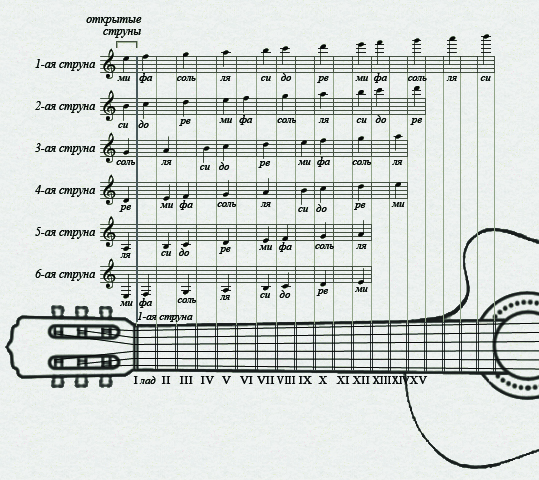 открытые
струны
1-ая струна
ми фа соль ля си до ре ми фа соль ля си
2-ая струна
си до ре ми фа соль ля си до ре
3-ая струна
соль ля си до ре ми фа соль ля
4-ая струна
ре ми фа соль ля си до ре ми
5-ая струна
ля си до ре ми фа соль ля
6-ая струна
ми фа соль ля си до ре ми
1-ая струна
I лад II III IV V VI VII VIII IX X XI XII XIII XIV XV